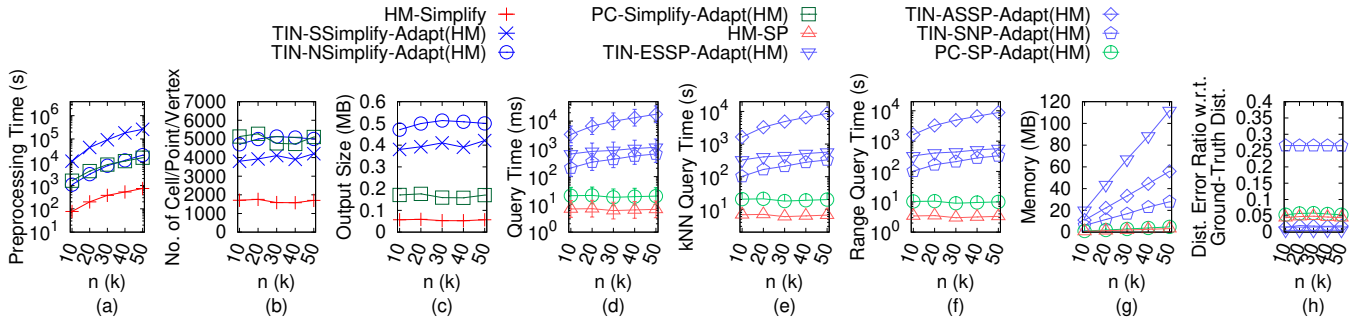 HM-Simplify
TIN-SSimplify-Adapt(HM)
TIN-NSimplify-Adapt(HM)
PC-Simplify-Adapt(HM)
HM-SP
TIN-ESSP-Adapt(HM)
TIN-ASSP-Adapt(HM)
TIN-SNP-Adapt(HM)
PC-SP-Adapt(HM)
Preprocessing Time (s)
10^6
10^5
10^4
10^3
10^2
10^1
10 20 30 40 50
n (k)
(a)
No. of Cell/Point/Vertex
7000
6000
5000
4000
3000
2000
1000
0
10 20 30 40 50
n (k)
(b)
Output Size (MB)
0.6
0.5
0.4
0.3
0.2
0.1
0
10 20 30 40 50
n (k)
(c)
Query Time (ms)
10^4
10^3
10^2
10^1
10^0
10 20 30 40 50
n (k)
(d)
kNN Query Time (s)
10^4
10^3
10^2
10^1
10 20 30 40 50
n (k)
(e)
Range Query Time (s)
10^4
10^3
10^2
10^1
10^0
10 20 30 40 50
n (k)
(f)
Memory (MB)
120
100
80
60
40
20
0
10 20 30 40 50
n (k)
(g)
Dist. Error Ratio w.r.t.
Ground-Truth Dist.
0.4
0.35
0.3
0.25
0.2
0.15
0.1
0.05
0
10 20 30 40 50
n (k)
(h)